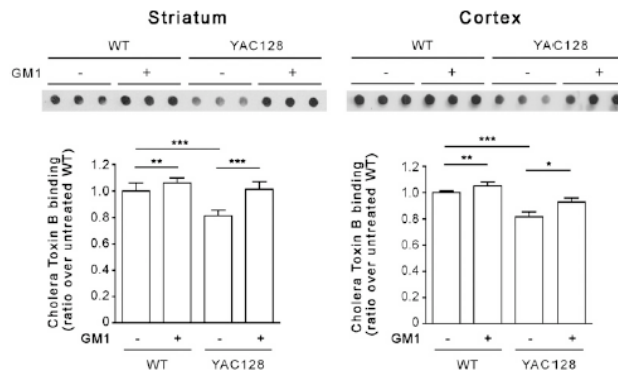 Striatum
WT YAC128
GM1 - + - +
Cholera Toxin B binding
(ratio over untreated WT)
***
** ***
1.2
1.0
0.8
0.6
0.4
0.2
0
GM1 - + - +
WT YAC128
Cortex
WT YAC128
- + - +
Cholera Toxin B binding
(ratio over untreated WT)
***
** *
1.2
1.0
0.8
0.6
0.4
0.2
0
GM1 - + - +
WT YAC128